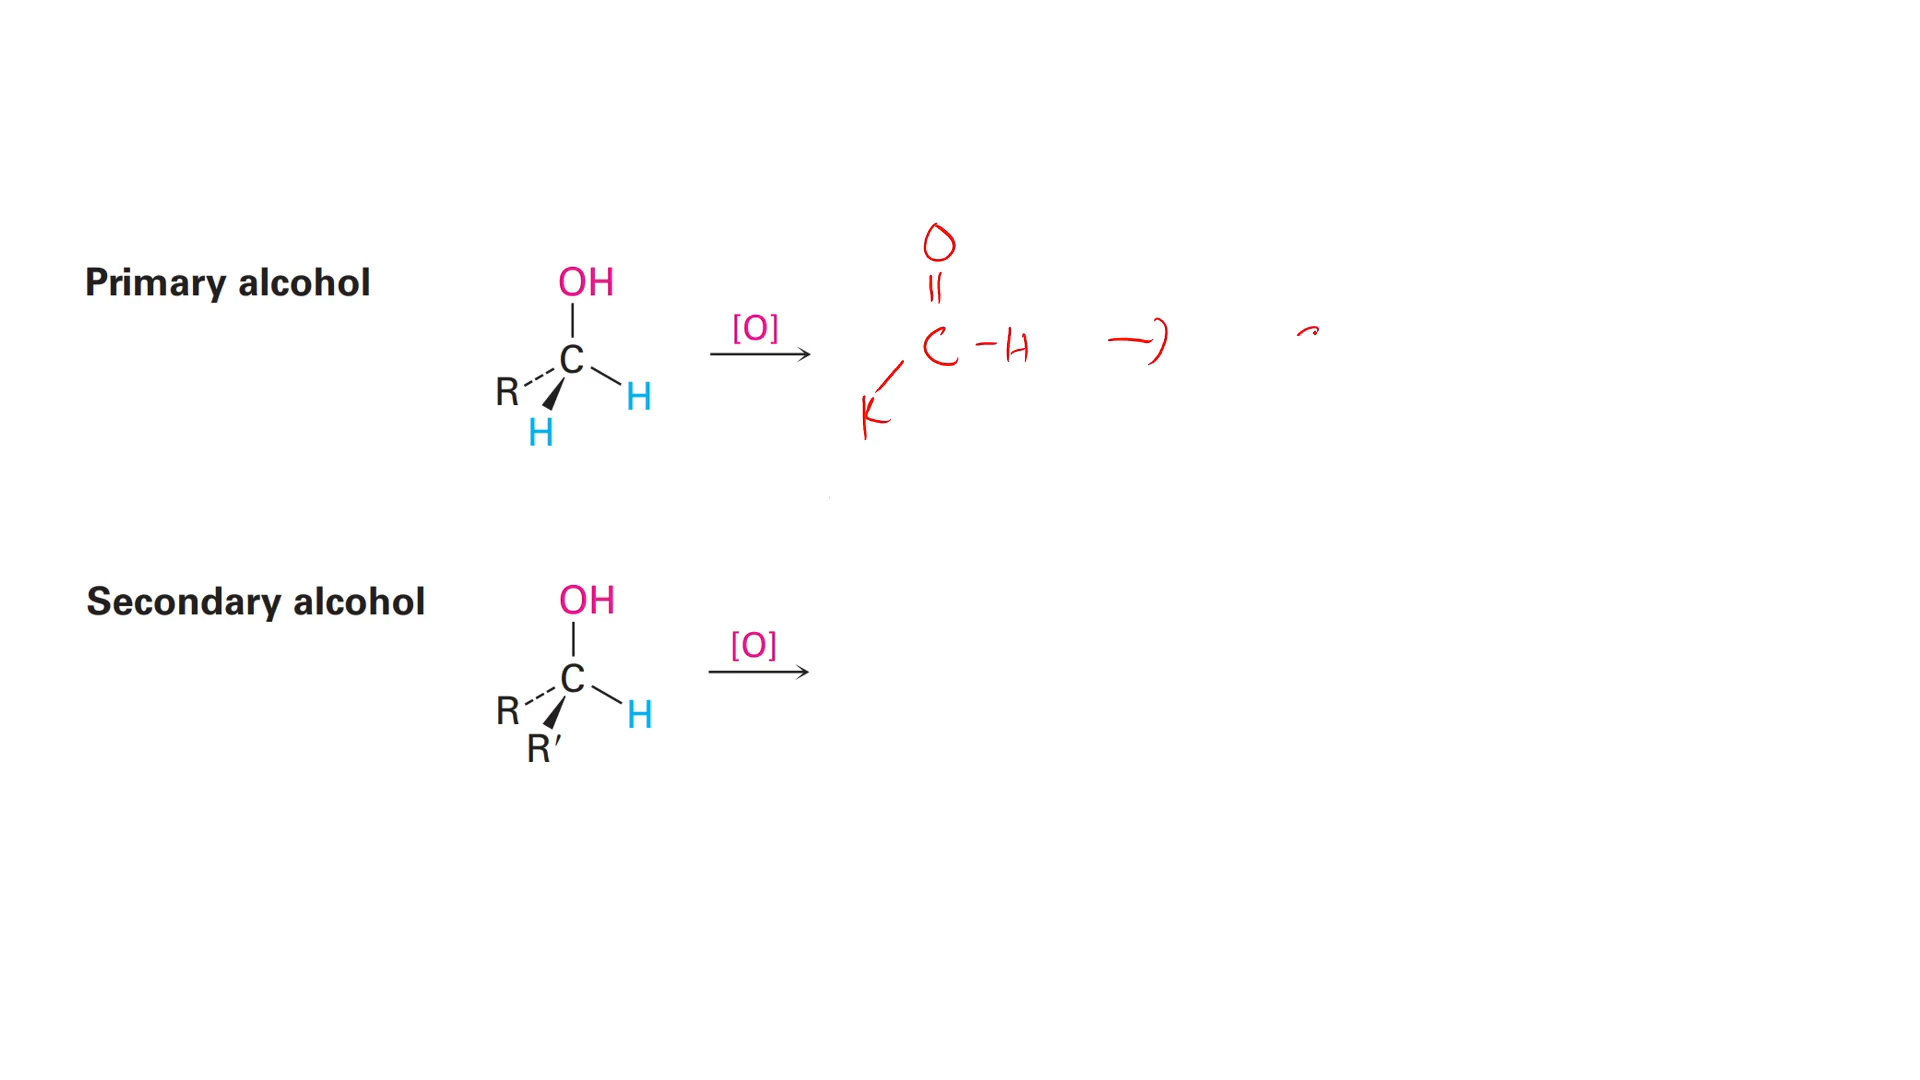 O
Primary alcohol OH
[O]
C C -H
R H K
H
Secondary alcohol OH
[O]
C
R H
R′